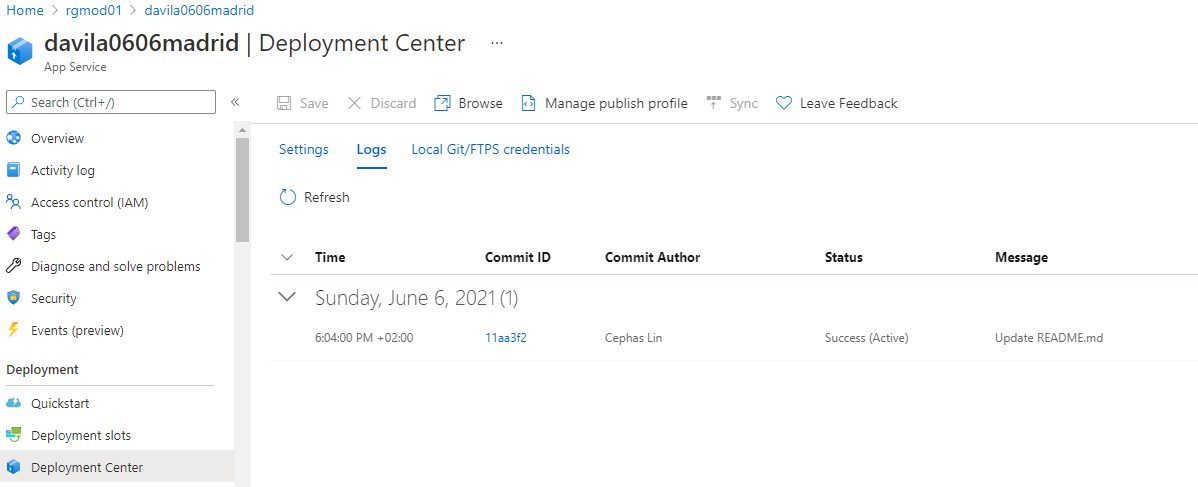 Home > rgmod01 > davila0606madrid
davila0606madrid | Deployment Center ...
App Service
Search (Ctrl+/) «
Save Discard Browse Manage publish profile Sync Leave Feedback
Overview
Activity log
Access control (IAM)
Tags
Diagnose and solve problems
Security
Events (preview)
Deployment
Quickstart
Deployment slots
Deployment Center
Settings Logs Local Git/FTPS credentials
Refresh
Time Commit ID Commit Author Status Message
Sunday, June 6, 2021 (1)
6:04:00 PM +02:00 11aa3f2 Cephas Lin Success (Active) Update README.md